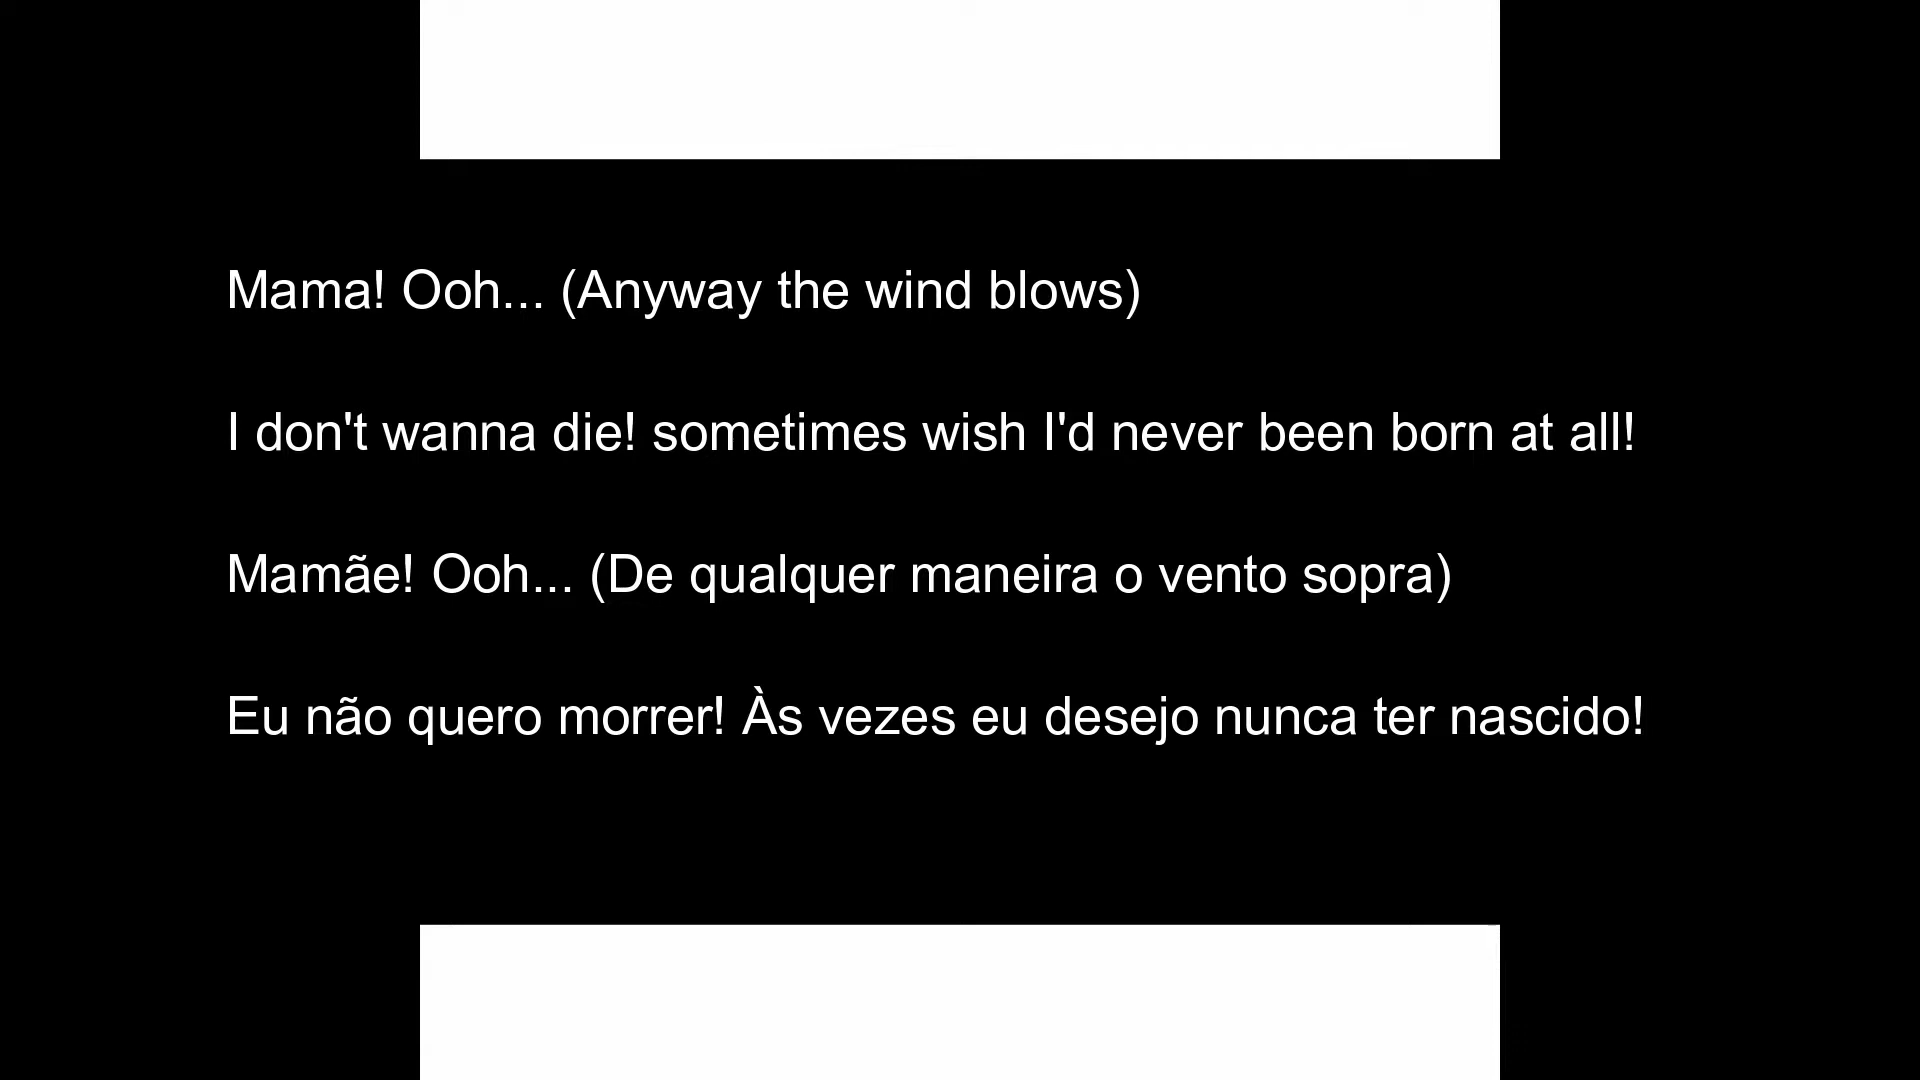 Mama! Ooh... (Anyway the wind blows)
I don't wanna die! sometimes wish I'd never been born at all!
Mamãe! Ooh... (De qualquer maneira o vento sopra)
Eu não quero morrer! Às vezes eu desejo nunca ter nascido!